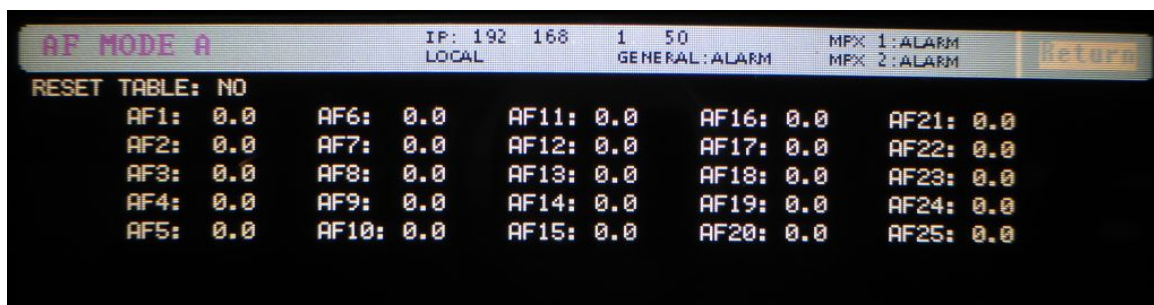 AF MODE A IP: 192 168 1 50 MPX 1:ALARM Return
LOCAL GENERAL:ALARM MPX 2:ALARM
RESET TABLE: NO
AF1: 0.0 AF6: 0.0 AF11: 0.0 AF16: 0.0 AF21: 0.0
AF2: 0.0 AF7: 0.0 AF12: 0.0 AF17: 0.0 AF22: 0.0
AF3: 0.0 AF8: 0.0 AF13: 0.0 AF18: 0.0 AF23: 0.0
AF4: 0.0 AF9: 0.0 AF14: 0.0 AF19: 0.0 AF24: 0.0
AF5: 0.0 AF10: 0.0 AF15: 0.0 AF20: 0.0 AF25: 0.0